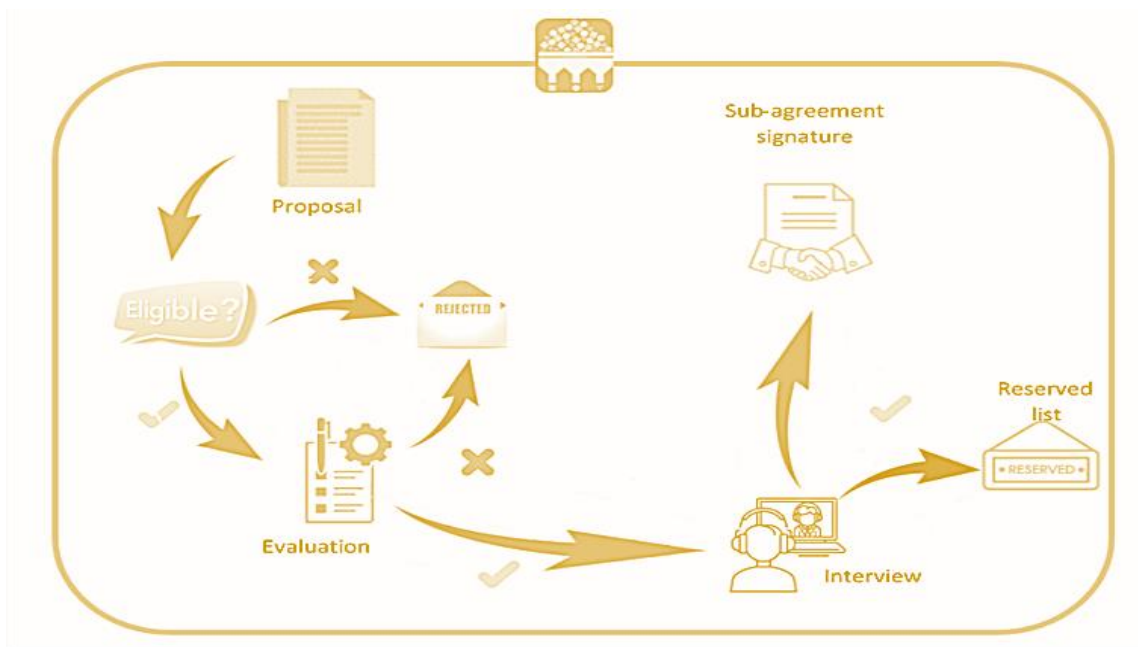 Sub-agreement
signature
Proposal
Eligible?
REJECTED
Reserved
list
• RESERVED •
Evaluation
Interview